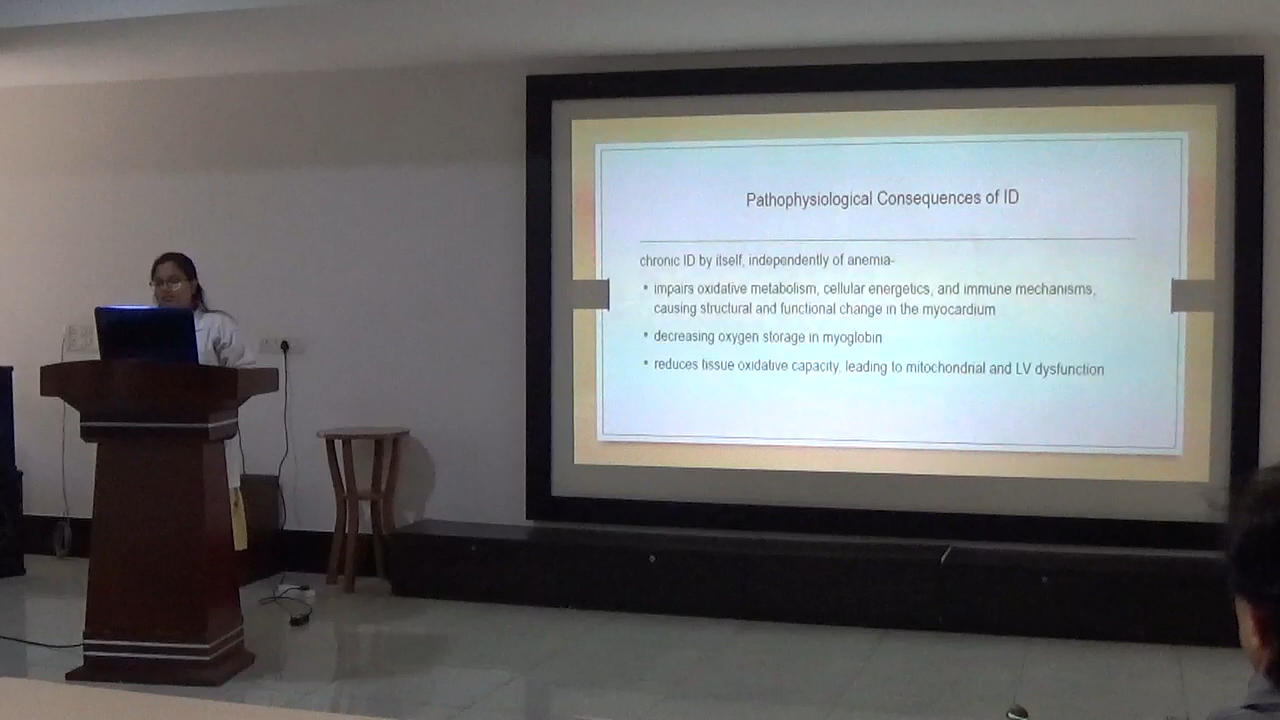 Pathophysiological Consequences of ID
chronic ID by itself, independently of anemia-
• impairs oxidative metabolism, cellular energetics, and immune mechanisms,
causing structural and functional change in the myocardium
• decreasing oxygen storage in myoglobin
• reduces tissue oxidative capacity, leading to mitochondrial and LV dysfunction